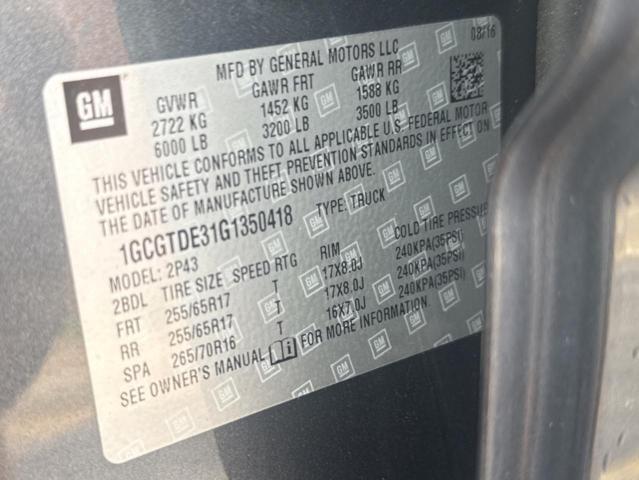 08/16
MFD BY GENERAL MOTORS LLC
GM
GVWR GAWR FRT GAWR RR
2722 KG 1452 KG 1588 KG
6000 LB 3200 LB 3500 LB
THIS VEHICLE CONFORMS TO ALL APPLICABLE U.S. FEDERAL MOTOR
VEHICLE SAFETY AND THEFT PREVENTION STANDARDS IN EFFECT ON
THE DATE OF MANUFACTURE SHOWN ABOVE.
1GCGTDE31G1350418 TYPE: TRUCK
MODEL: 2P43
2BDL TIRE SIZE SPEED RTG RIM COLD TIRE PRESSURE
FRT 255/65R17 T 17X8.0J 240KPA(35PSI)
RR 255/65R17 T 17X8.0J 240KPA(35PSI)
SPA 265/70R16 T 16X7.0J 240KPA(35PSI)
SEE OWNER'S MANUAL FOR MORE INFORMATION.